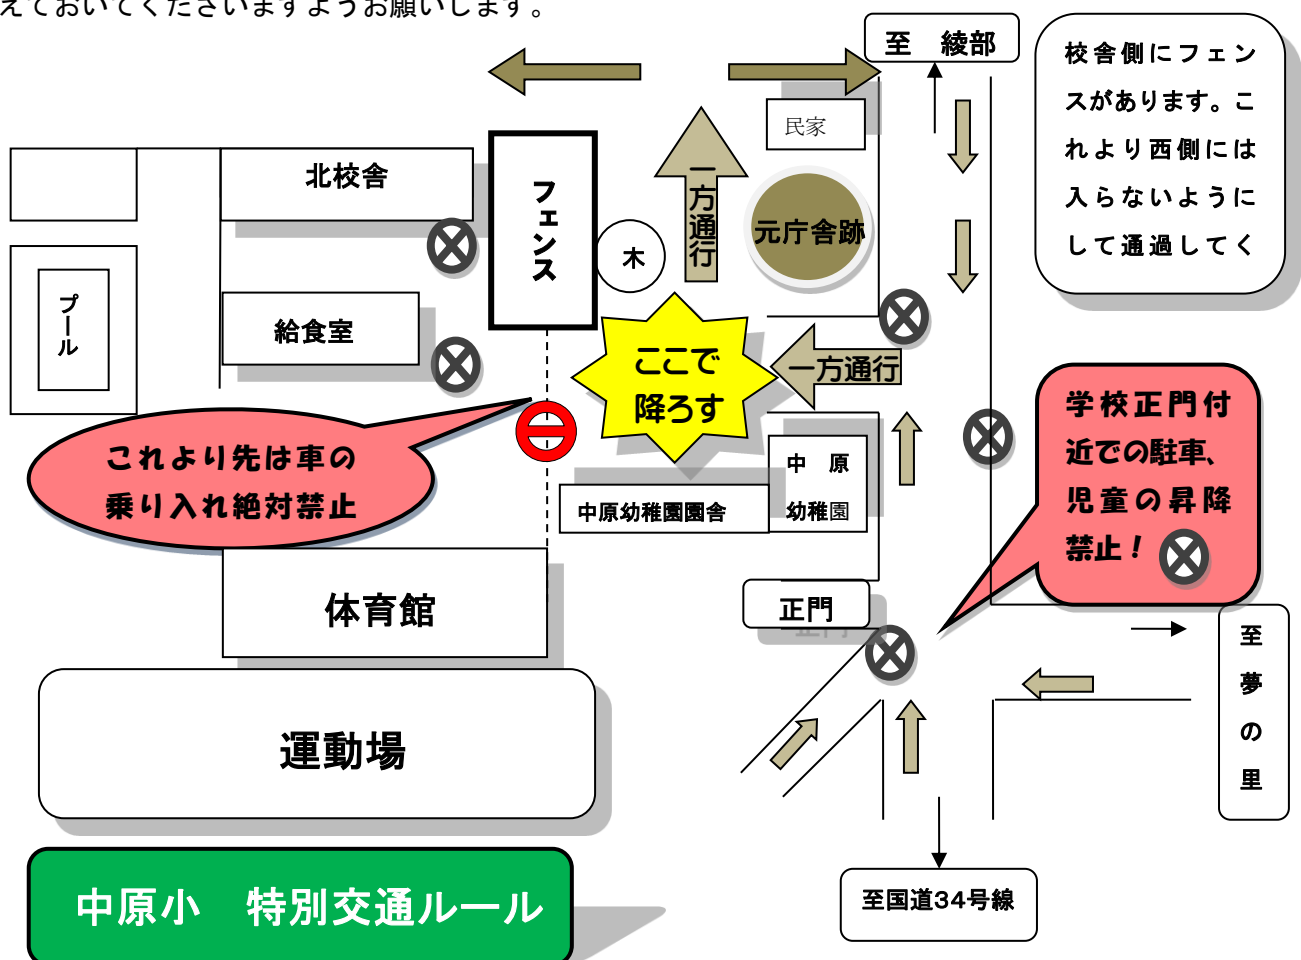 えておいてくださいますようお願いします。
至　綾部
校舎側にフェン
スがあります。こ
れより西側には
入らないように
して通過してく
民家
北校舎
フェンス
一方通行
元庁舎跡
木
プール
給食室
ここで
降ろす
一方通行
学校正門付
近での駐車、
児童の昇降
禁止！
これより先は車の
乗り入れ絶対禁止
中　原
幼稚園
中原幼稚園園舎
体育館
正門
至夢の里
運動場
至国道34号線
中原小　特別交通ルール